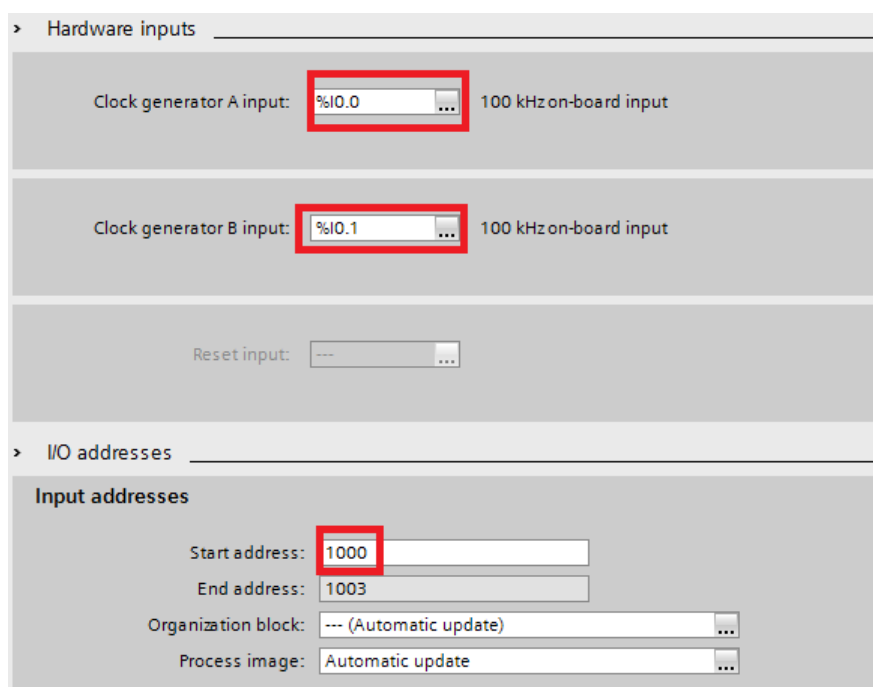 Hardware inputs
Clock generator A input: %I0.0 ... 100 kHz on-board input
Clock generator B input: %I0.1 ... 100 kHz on-board input
Reset input: --- ...
I/O addresses
Input addresses
Start address: 1000
End address: 1003
Organization block: --- (Automatic update) ...
Process image: Automatic update ...